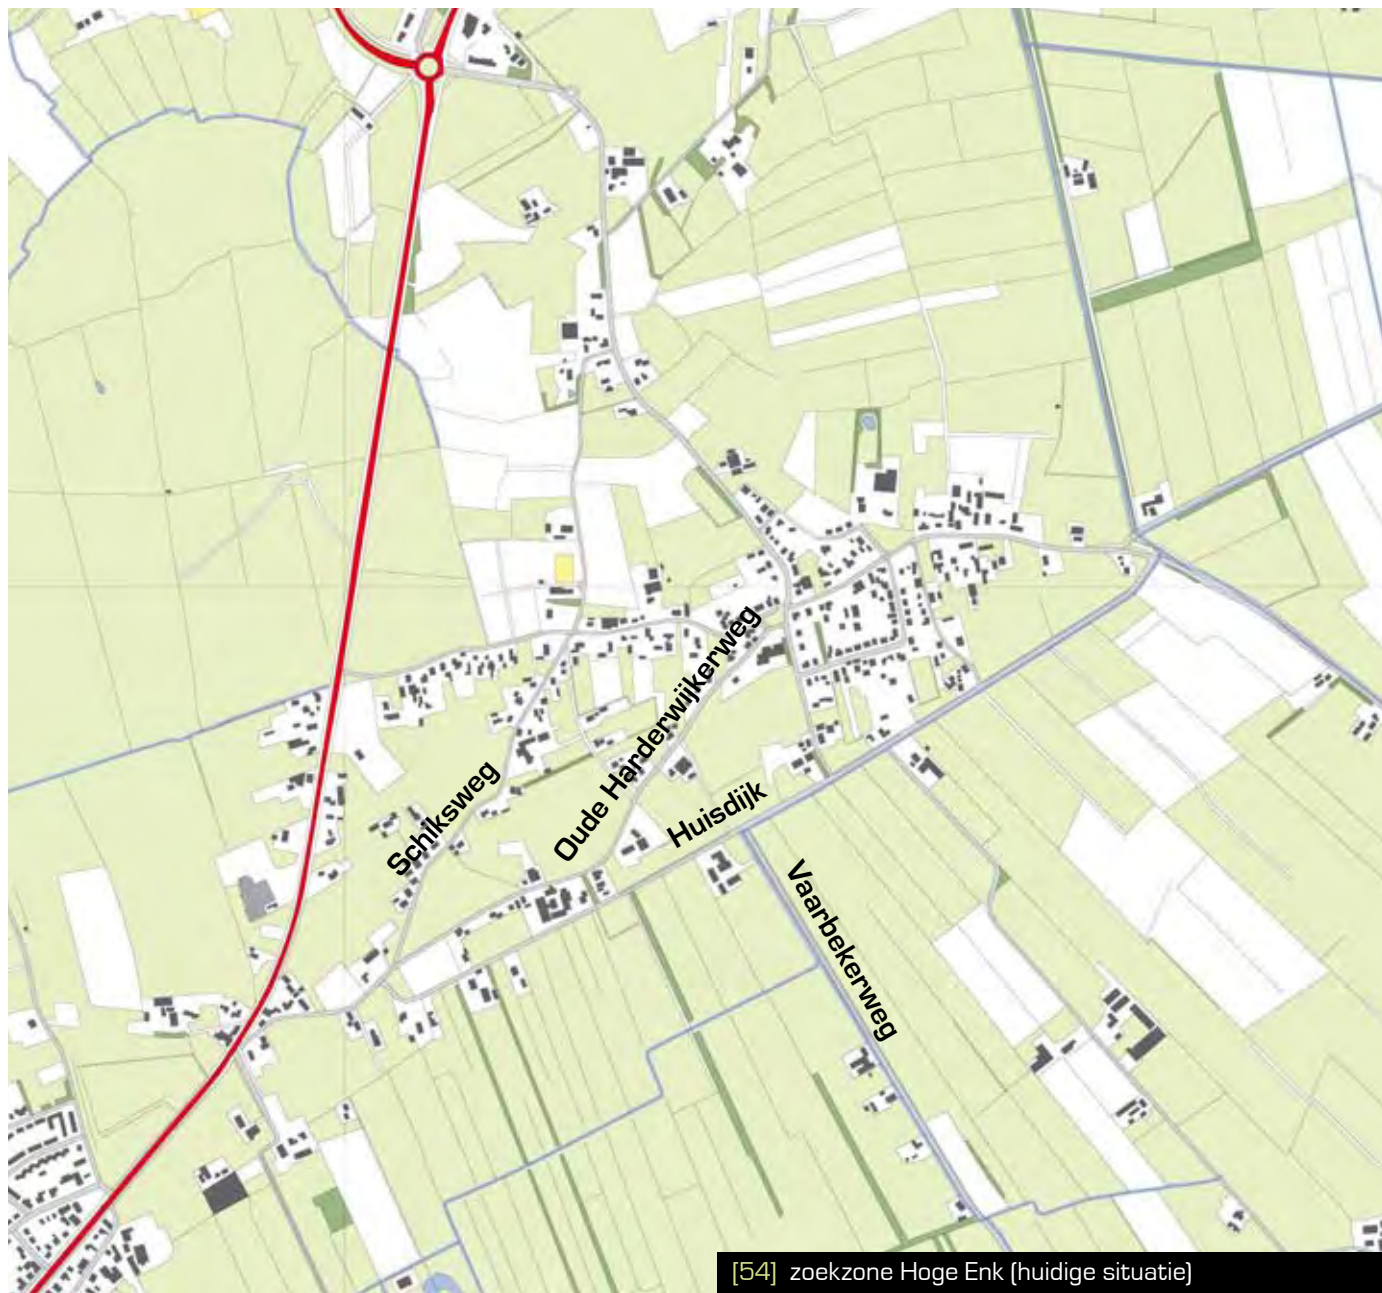 Oude Harderwijkerweg
Schiksweg
Huisdijk
Vaarbekerweg
[54] zoekzone Hoge Enk (huidige situatie)